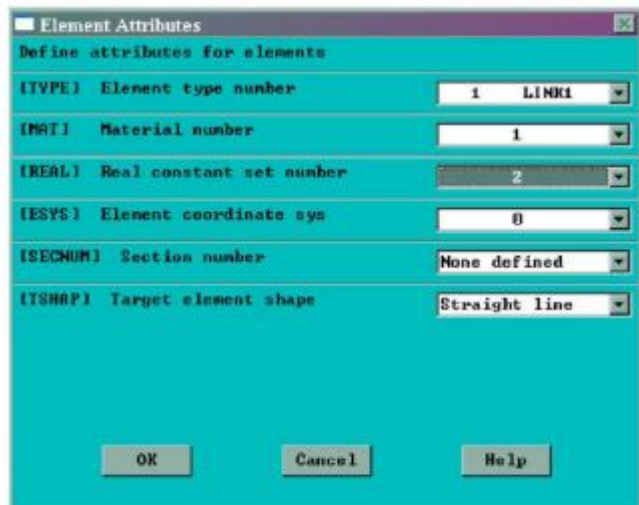 Element Attributes
Define attributes for elements
[TYPE] Element type number 1 LINK1
[MAT] Material number 1
[REAL] Real constant set number 2
[ESYS] Element coordinate sys 0
[SECNUM] Section number None defined
[TSHAP] Target element shape Straight line
OK Cancel Help